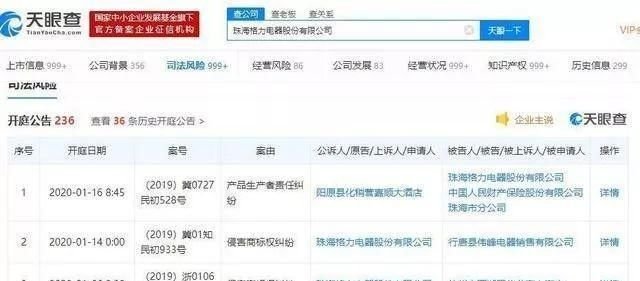 天眼查
TianYanCha.com
国家中小企业发展基金旗下
官方备案企业征信机构
查公司 查老板 查关系
珠海格力电器股份有限公司
天眼一下
VIP会
上市信息 999+ 公司背景 356 司法风险 999+ 经营风险 86 公司发展 83 经营状况 999+ 知识产权 999+ 历史信息 299
司法风险
开庭公告 236 查看 36 条历史开庭公告 > 企业主说 天眼查
序号 开庭日期 案号 案由 公诉人/原告/上诉人/申请人 被告人/被告/被上诉人/被申请人 操作
1 2020-01-16 8:45 （2019）冀0727民初528号 产品生产者责任纠纷 阳原县化稍营嘉顺大酒店 珠海格力电器股份有限公司 中国人民财产保险股份有限公司珠海市分公司 详情
2 2020-01-14 0:00 （2019）冀01知民初933号 侵害商标权纠纷 珠海格力电器股份有限公司 行唐县伟峰电器销售有限公司 详情
（2019）浙0106